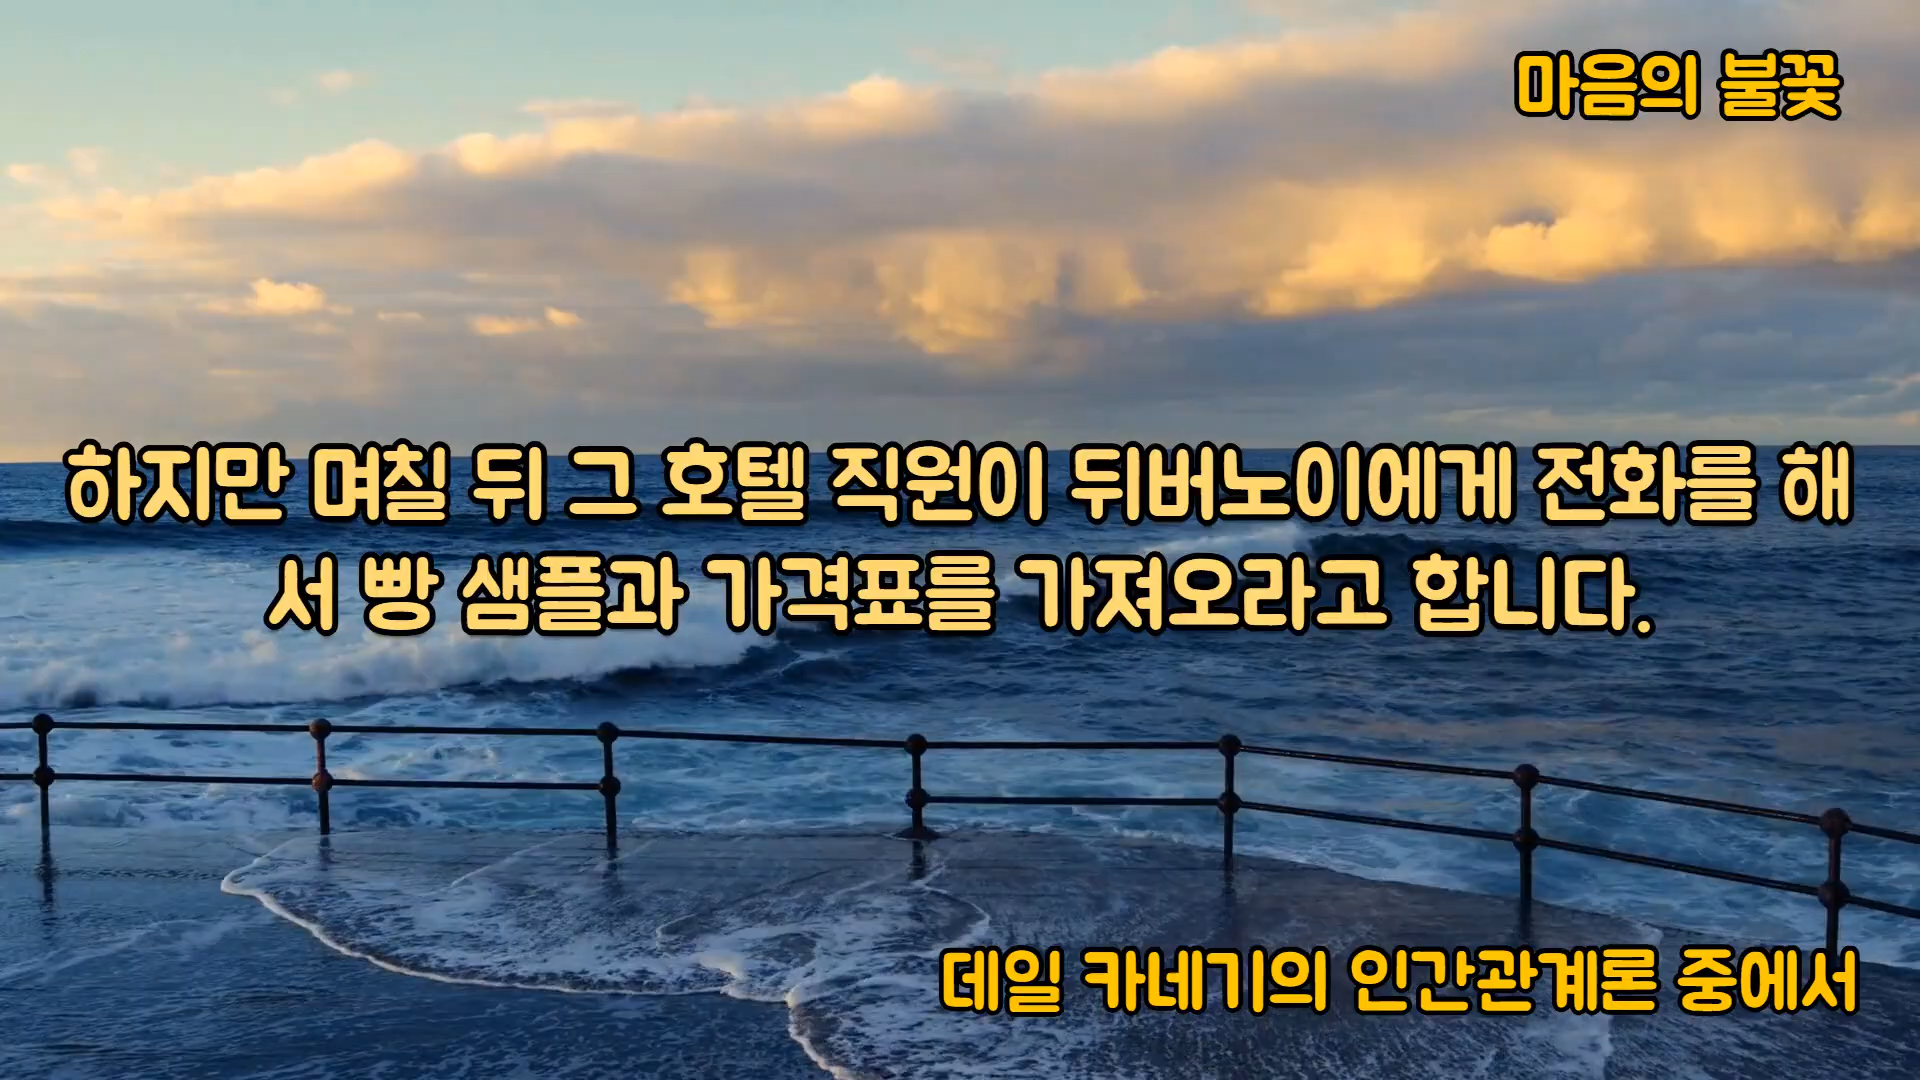 마음의 불꽃
하지만 며칠 뒤 그 호텔 직원이 뒤버노이에게 전화를 해
서 빵 샘플과 가격표를 가져오라고 합니다.
데일 카네기의 인간관계론 중에서